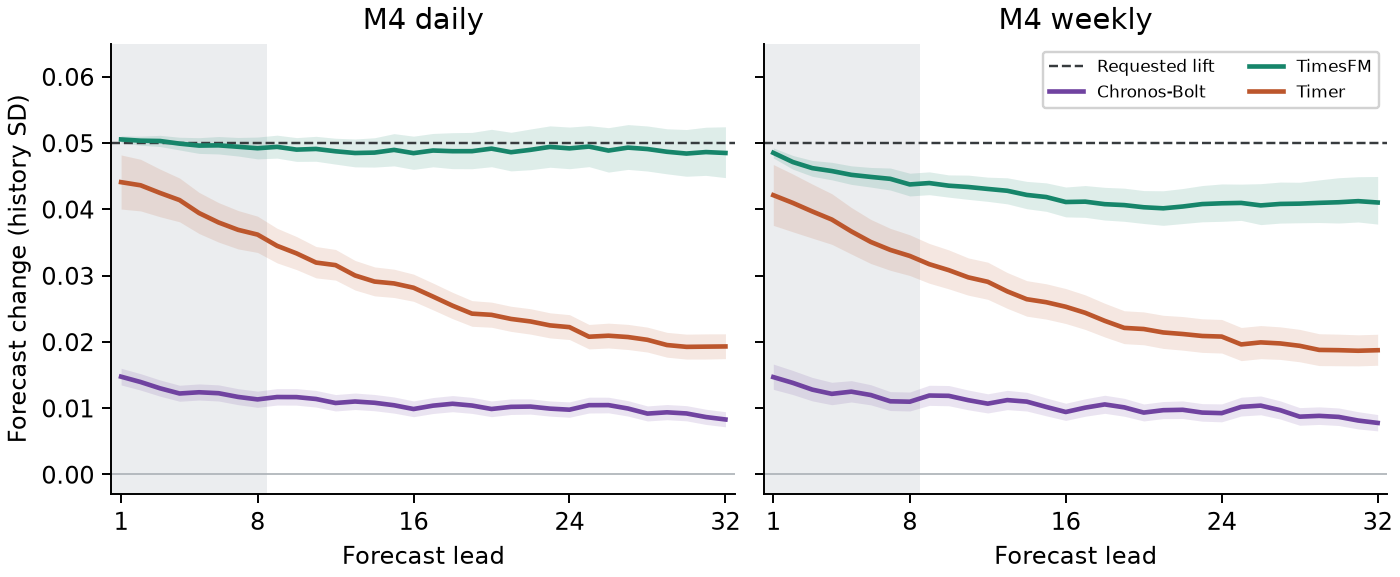 M4 daily
M4 weekly
Forecast change (history SD)
0.06
0.05
0.04
0.03
0.02
0.01
0.00
Requested lift
Chronos-Bolt
TimesFM
Timer
1 8 16 24 32
1 8 16 24 32
Forecast lead
Forecast lead